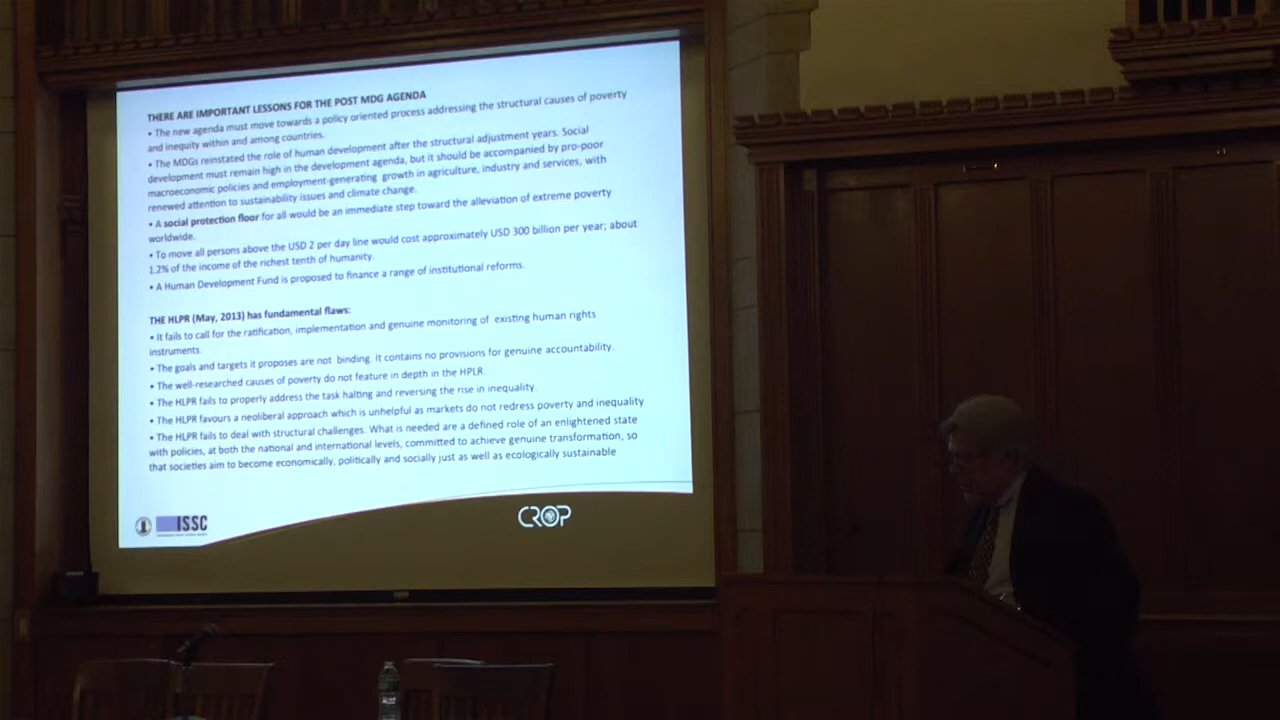 THERE ARE IMPORTANT LESSONS FOR THE POST MDG AGENDA
• The new agenda must move towards a policy oriented process addressing the structural causes of poverty
and inequity within and among countries.
• The MDGs reinstated the role of human development after the structural adjustment years. Social
development must remain high in the development agenda, but it should be accompanied by pro-poor
macroeconomic policies and employment-generating growth in agriculture, industry and services, with
renewed attention to sustainability issues and climate change.
• A social protection floor for all would be an immediate step toward the alleviation of extreme poverty
worldwide.
• To move all persons above the USD 2 per day line would cost approximately USD 300 billion per year; about
1.2% of the income of the richest tenth of humanity.
• A Human Development Fund is proposed to finance a range of institutional reforms.
THE HLPR (May, 2013) has fundamental flaws:
• It fails to call for the ratification, implementation and genuine monitoring of existing human rights
instruments.
• The goals and targets it proposes are not binding. It contains no provisions for genuine accountability.
• The well-researched causes of poverty do not feature in depth in the HPLR.
• The HLPR fails to properly address the task halting and reversing the rise in inequality.
• The HLPR favours a neoliberal approach which is unhelpful as markets do not redress poverty and inequality
• The HLPR fails to deal with structural challenges. What is needed are a defined role of an enlightened state
with policies, at both the national and international levels, committed to achieve genuine transformation, so
that societies aim to become economically, politically and socially just as well as ecologically sustainable
ISSC
CROP